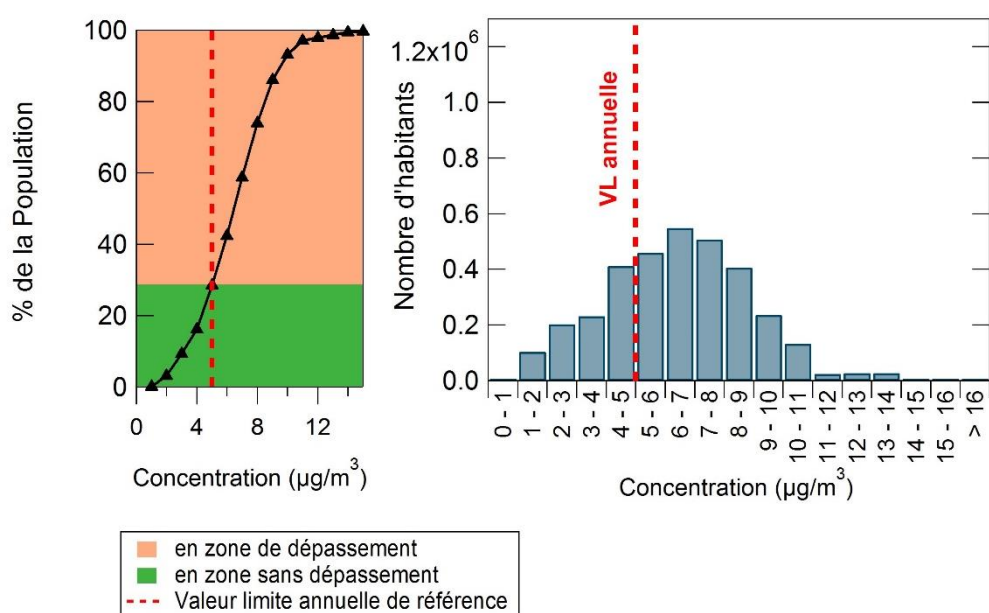 100
80
60
40
20
0
% de la Population
0 4 8 12
Concentration (µg/m³)
1.2x10⁶
1.0
0.8
0.6
0.4
0.2
0.0
Nombre d'habitants
VL annuelle
0 - 1
1 - 2
2 - 3
3 - 4
4 - 5
5 - 6
6 - 7
7 - 8
8 - 9
9 - 10
10 - 11
11 - 12
12 - 13
13 - 14
14 - 15
15 - 16
> 16
Concentration (µg/m³)
en zone de dépassement
en zone sans dépassement
Valeur limite annuelle de référence